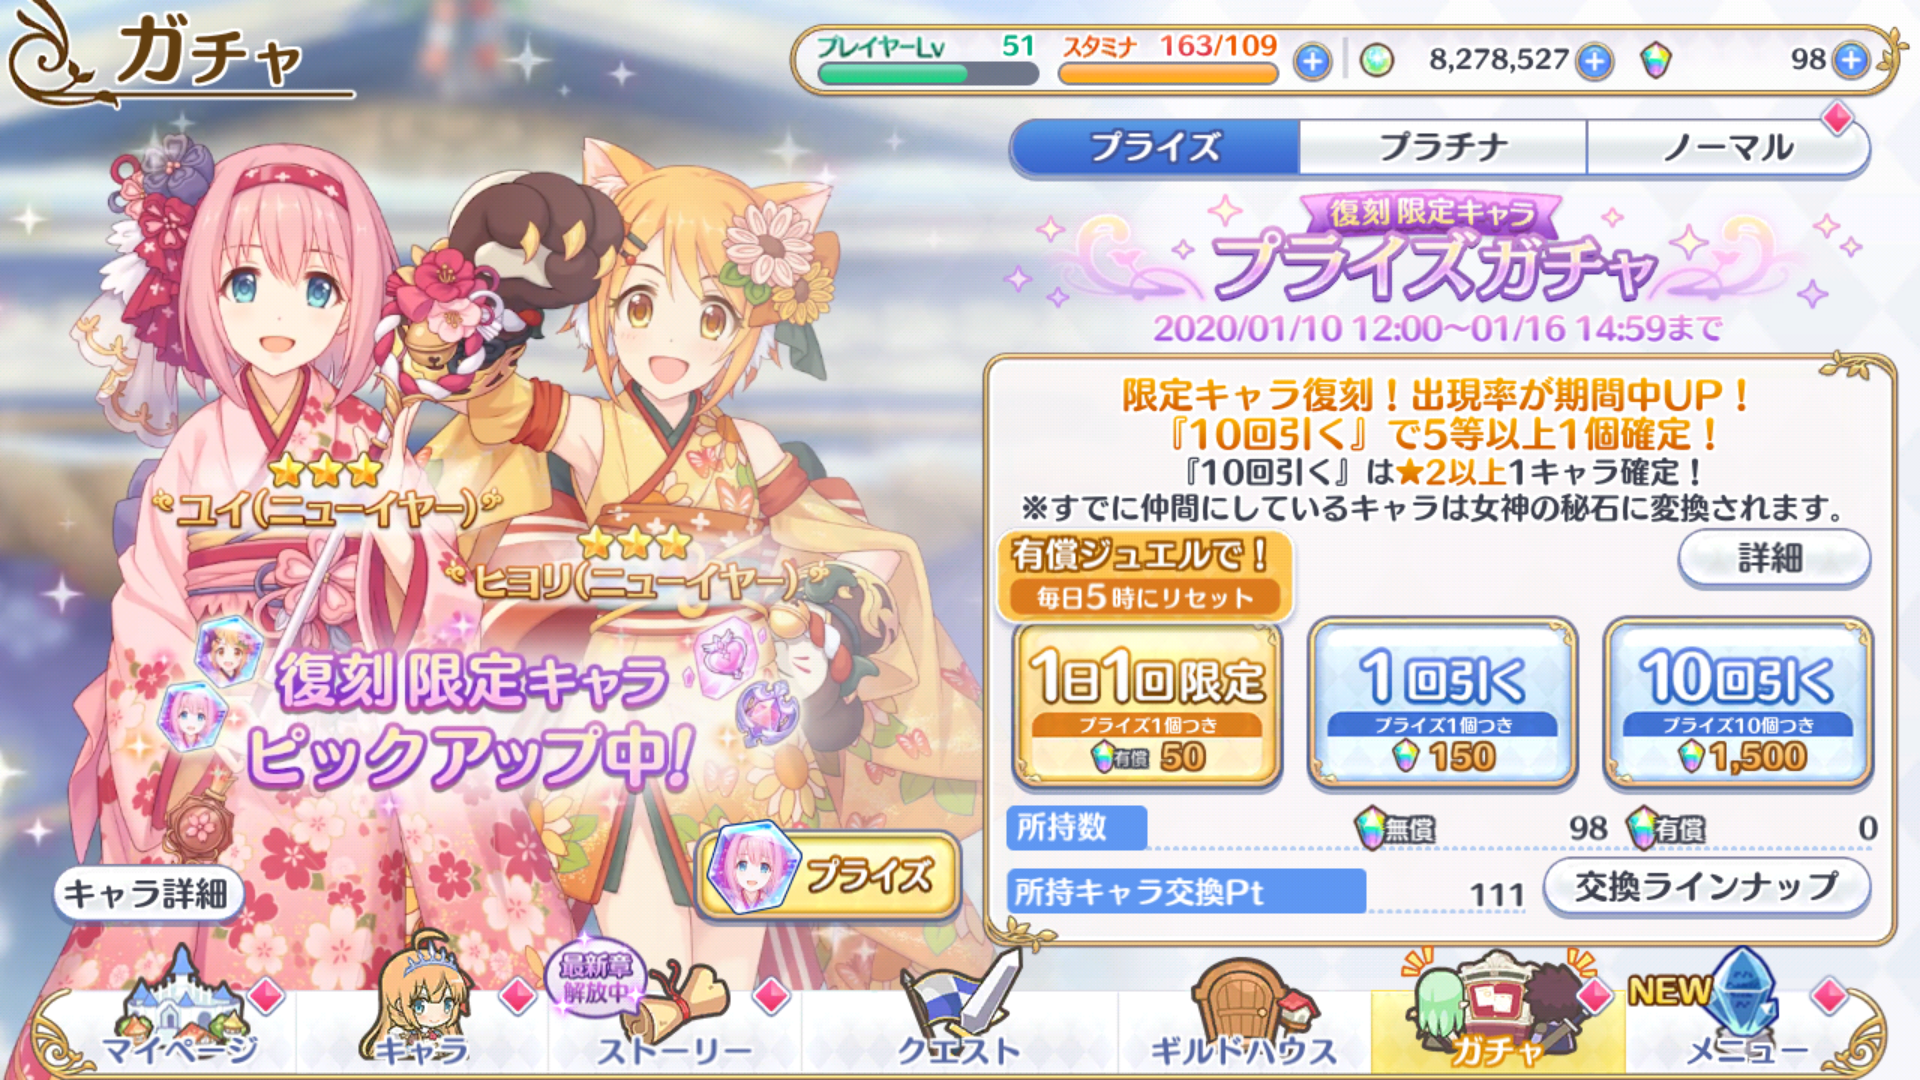 ガチャ
プレイヤーLv 51 スタミナ 163/109 8,278,527 98
プライズ プラチナ ノーマル
復刻 限定キャラ
プライズガチャ
2020/01/10 12:00～01/16 14:59まで
限定キャラ復刻！出現率が期間中UP！
『10回引く』で5等以上1個確定！
『10回引く』は★2以上1キャラ確定！
※すでに仲間にしているキャラは女神の秘石に変換されます。
詳細
有償ジュエルで！
毎日5時にリセット
1日1回限定
プライズ1個つき
有償 50
1回引く
プライズ1個つき
150
10回引く
プライズ10個つき
1,500
所持数 無償 98 有償 0
所持キャラ交換Pt 111 交換ラインナップ
★★★
ユイ(ニューイヤー)
★★★
ヒヨリ(ニューイヤー)
復刻 限定キャラ
ピックアップ中!
キャラ詳細
プライズ
最新章
解放中
NEW
マイページ キャラ ストーリー クエスト ギルドハウス ガチャ メニュー